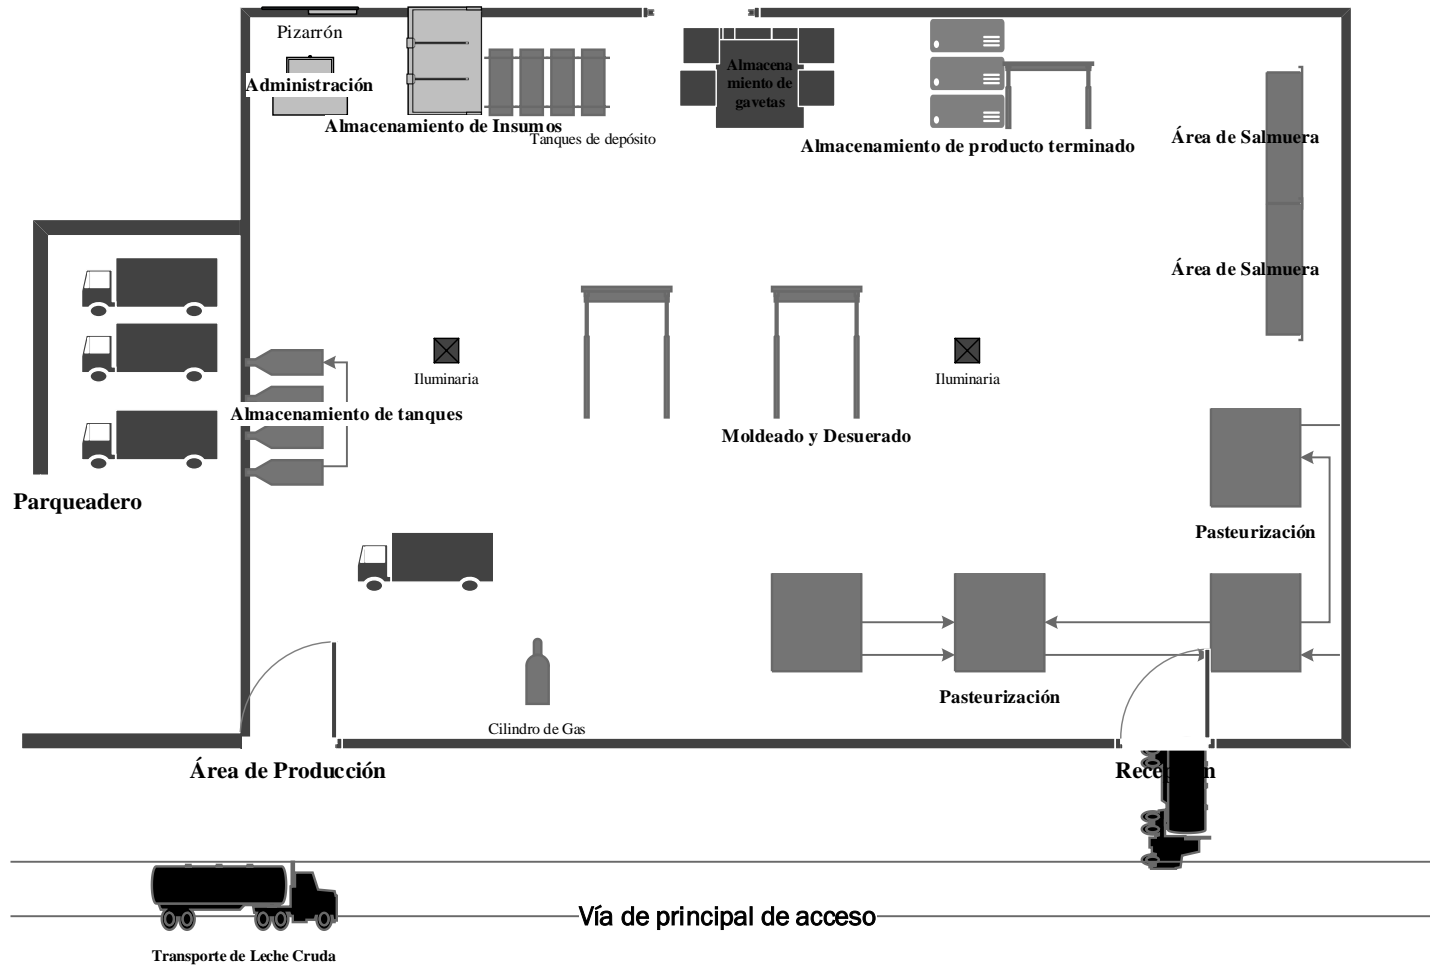 Pizarrón
Administración
Almacenamiento de Insumos
Tanques de depósito
Almacena
miento de
gavetas
Almacenamiento de producto terminado
Área de Salmuera
Área de Salmuera
Iluminaria
Iluminaria
Almacenamiento de tanques
Moldeado y Desuerado
Parqueadero
Pasteurización
Pasteurización
Cilindro de Gas
Área de Producción
Recepción
Vía de principal de acceso
Transporte de Leche Cruda